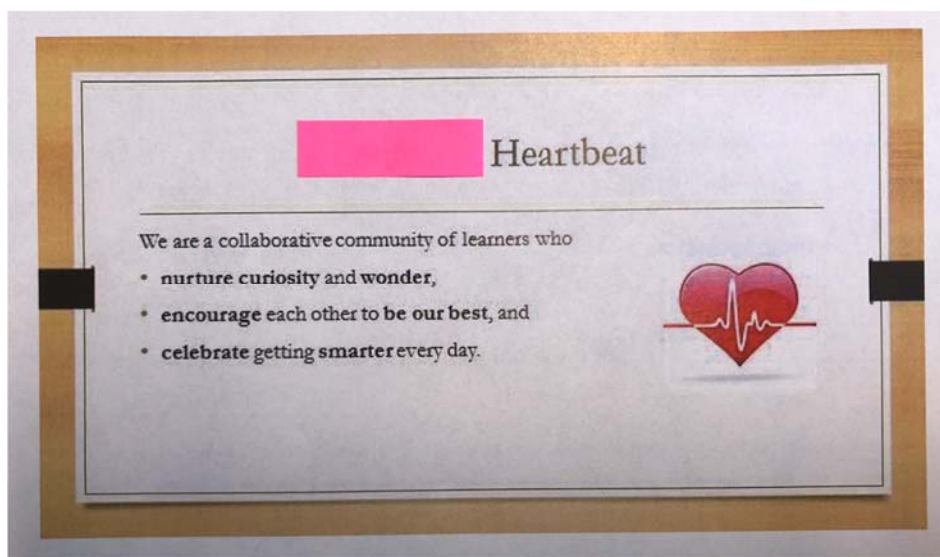 Heartbeat
We are a collaborative community of learners who
• nurture curiosity and wonder,
• encourage each other to be our best, and
• celebrate getting smarter every day.